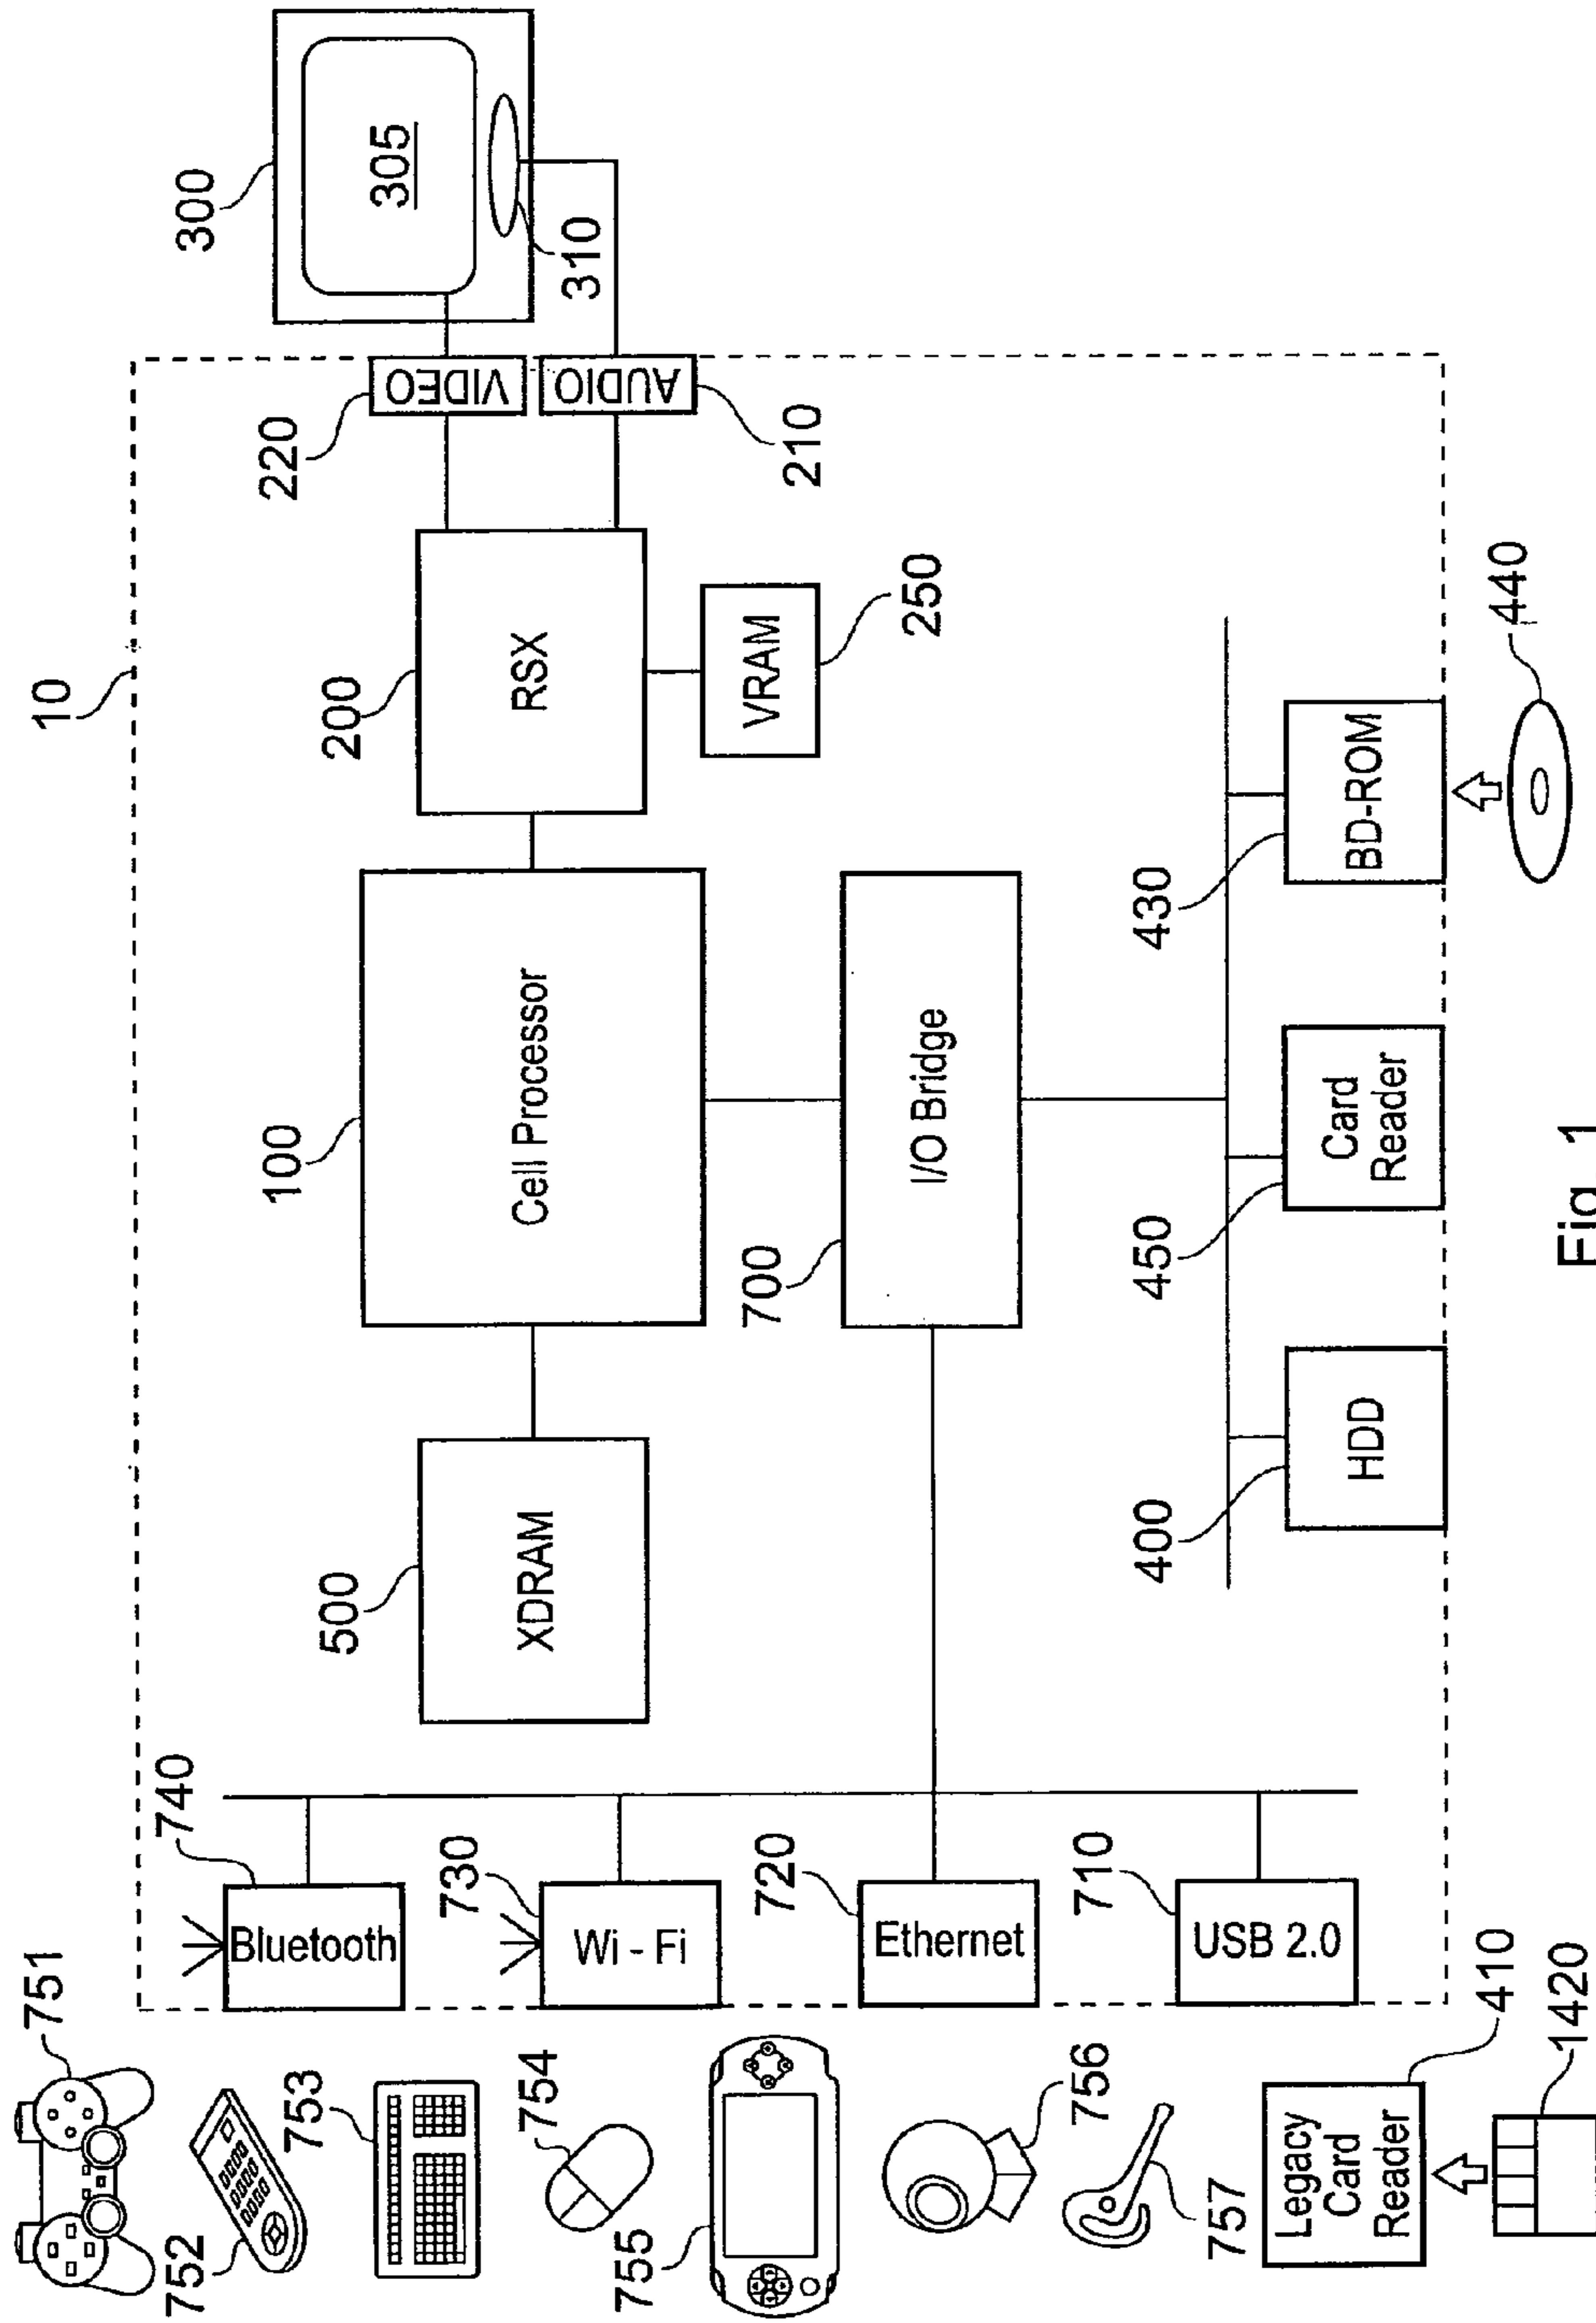 10
300
305
310
220
VIDEO
AUDIO
210
200
RSX
VRAM
250
100
Cell Processor
500
XDRAM
700
I/O Bridge
430
BD-ROM
440
450
Card
Reader
400
HDD
740
Bluetooth
730
Wi - Fi
720
Ethernet
710
USB 2.0
751
752
753
754
755
756
757
410
Legacy
Card
Reader
1420
Fig. 1